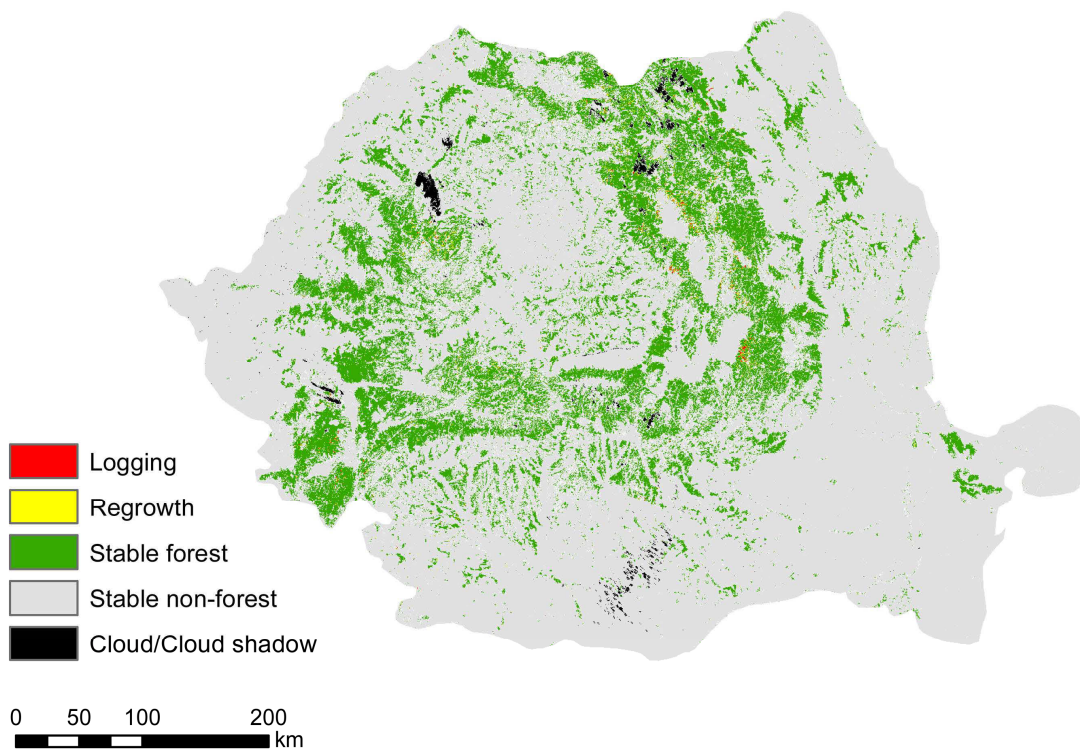 Logging
Regrowth
Stable forest
Stable non-forest
Cloud/Cloud shadow
0 50 100 200
km